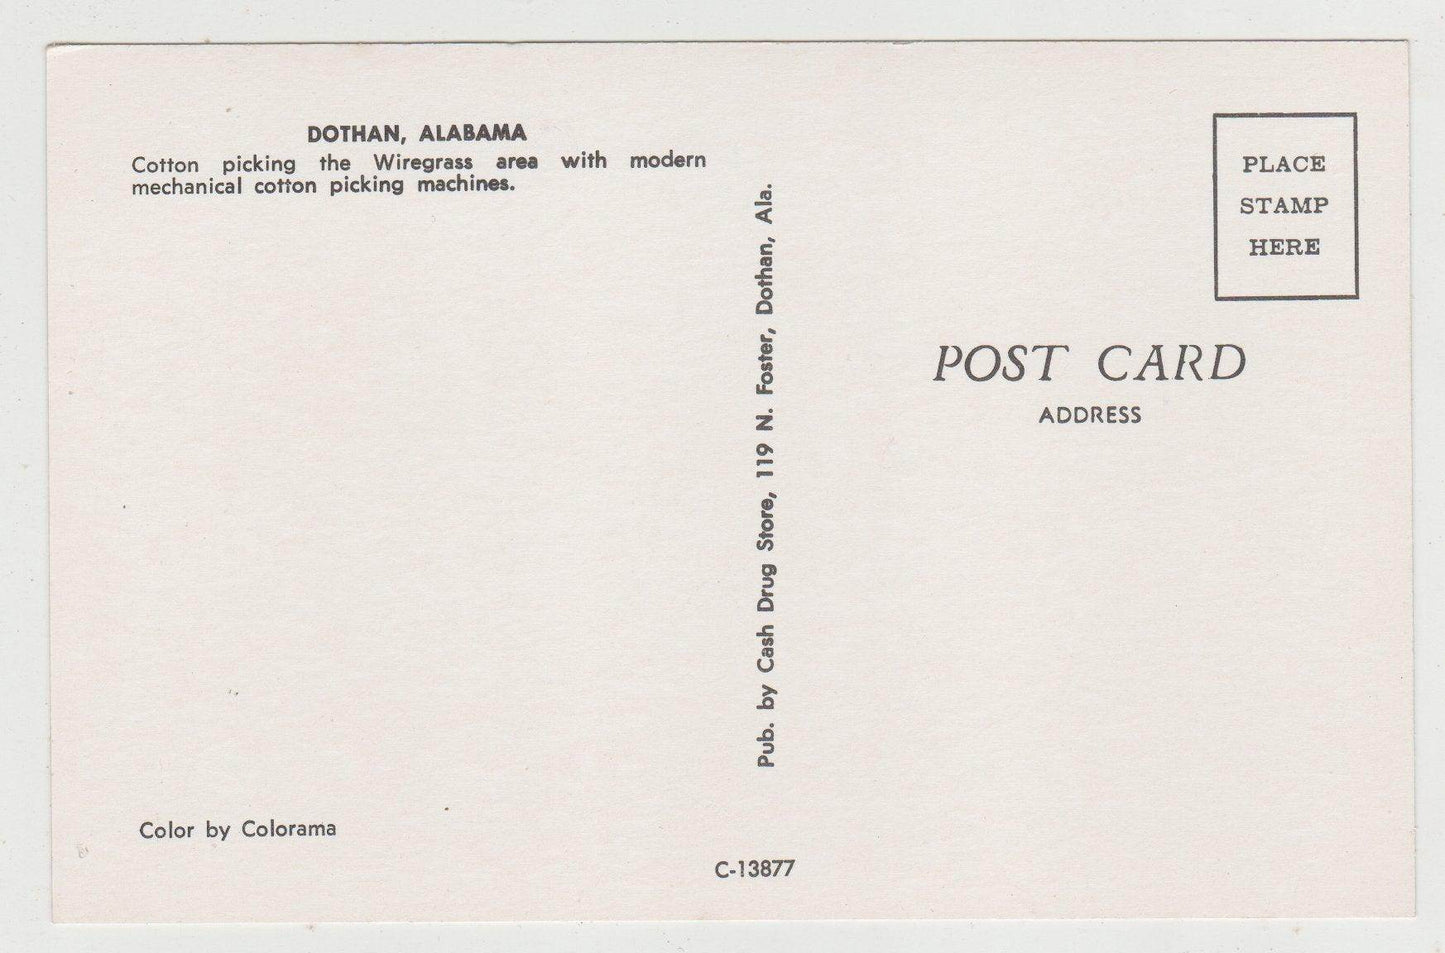 DOTHAN, ALABAMA
Cotton picking the Wiregrass area with modern
mechanical cotton picking machines.
Color by Colorama
Pub. by Cash Drug Store, 119 N. Foster, Dothan, Ala.
C-13877
PLACE
STAMP
HERE
POST CARD
ADDRESS